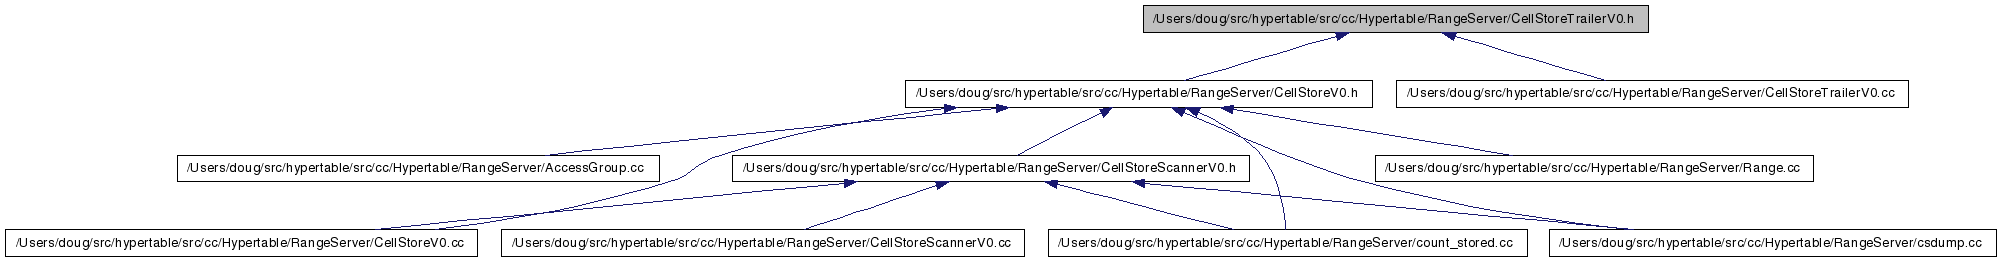 /Users/doug/src/hypertable/src/cc/Hypertable/RangeServer/CellStoreTrailerV0.h
/Users/doug/src/hypertable/src/cc/Hypertable/RangeServer/CellStoreV0.h
/Users/doug/src/hypertable/src/cc/Hypertable/RangeServer/CellStoreTrailerV0.cc
/Users/doug/src/hypertable/src/cc/Hypertable/RangeServer/AccessGroup.cc
/Users/doug/src/hypertable/src/cc/Hypertable/RangeServer/CellStoreScannerV0.h
/Users/doug/src/hypertable/src/cc/Hypertable/RangeServer/Range.cc
/Users/doug/src/hypertable/src/cc/Hypertable/RangeServer/CellStoreV0.cc
/Users/doug/src/hypertable/src/cc/Hypertable/RangeServer/CellStoreScannerV0.cc
/Users/doug/src/hypertable/src/cc/Hypertable/RangeServer/count_stored.cc
/Users/doug/src/hypertable/src/cc/Hypertable/RangeServer/csdump.cc